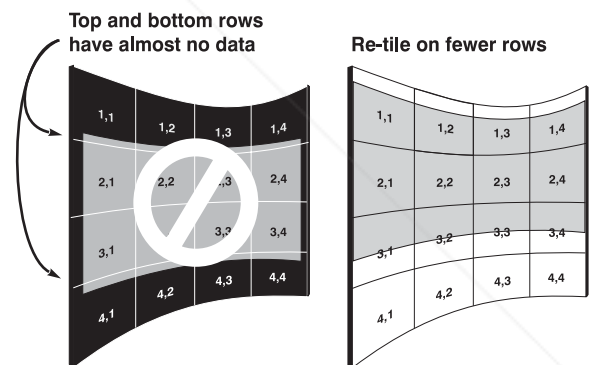 Top and bottom rows
have almost no data
Re-tile on fewer rows
1,1 1,2 1,3 1,4
2,1 2,2 ,3 2,4
3,1 3,3 3,4
4,1 4,2 4,3 4,4
1,1 1,2 1,3 1,4
2,1 2,2 2,3 2,4
3,1 3,2 3,3 3,4
4,1 4,2 4,3 4,4